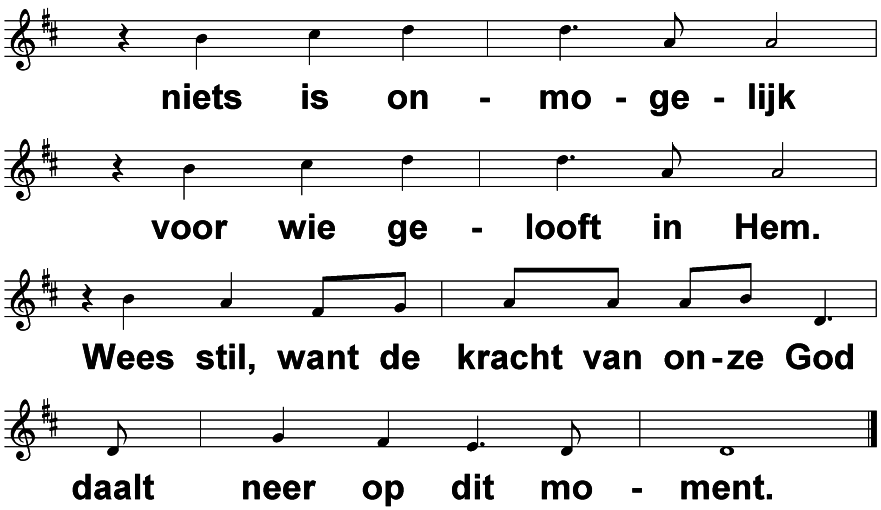 niets is on - mo - ge - lijk
voor wie ge - looft in Hem.
Wees stil, want de kracht van on - ze God
daalt neer op dit mo - ment.